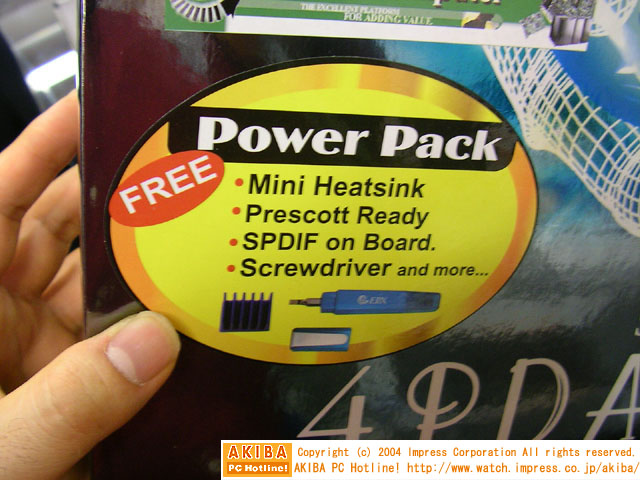 THE EXCELLENT PLATFORM
FOR ADDING VALUE
Power Pack
FREE
• Mini Heatsink
• Prescott Ready
• SPDIF on Board.
• Screwdriver and more...
4PDA
AKIBA
PC Hotline!
Copyright (c) 2004 Impress Corporation All rights reserved.
AKIBA PC Hotline! http://www.watch.impress.co.jp/akiba/